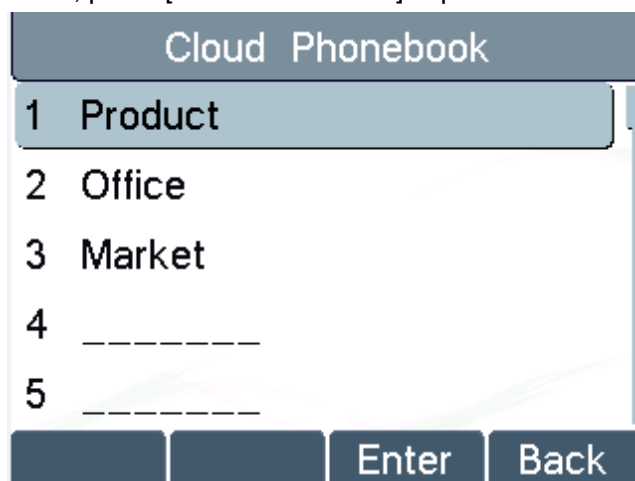 Cloud Phonebook
1 Product
2 Office
3 Market
4 _______
5 _______
Enter Back